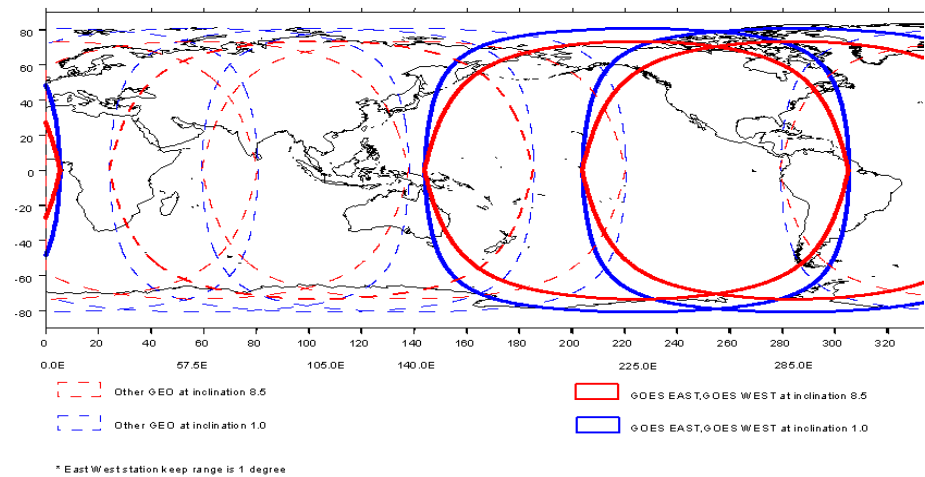 80
60
40
20
0
-20
-40
-60
-80
0 20 40 60 80 100 120 140 160 180 200 220 240 260 280 300 320
0.0E 57.5E 105.0E 140.0E 225.0E 285.0E
Other GEO at inclination 8.5 GOES EAST,GOES WEST at inclination 8.5
Other GEO at inclination 1.0 GOES EAST,GOES WEST at inclination 1.0
* East West station keep range is 1 degree